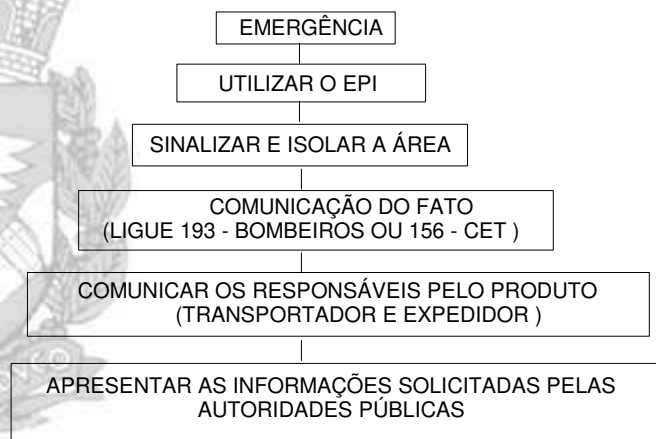 EMERGÊNCIA
UTILIZAR O EPI
SINALIZAR E ISOLAR A ÁREA
COMUNICAÇÃO DO FATO
(LIGUE 193 - BOMBEIROS OU 156 - CET )
COMUNICAR OS RESPONSÁVEIS PELO PRODUTO
(TRANSPORTADOR E EXPEDIDOR )
APRESENTAR AS INFORMAÇÕES SOLICITADAS PELAS
AUTORIDADES PÚBLICAS